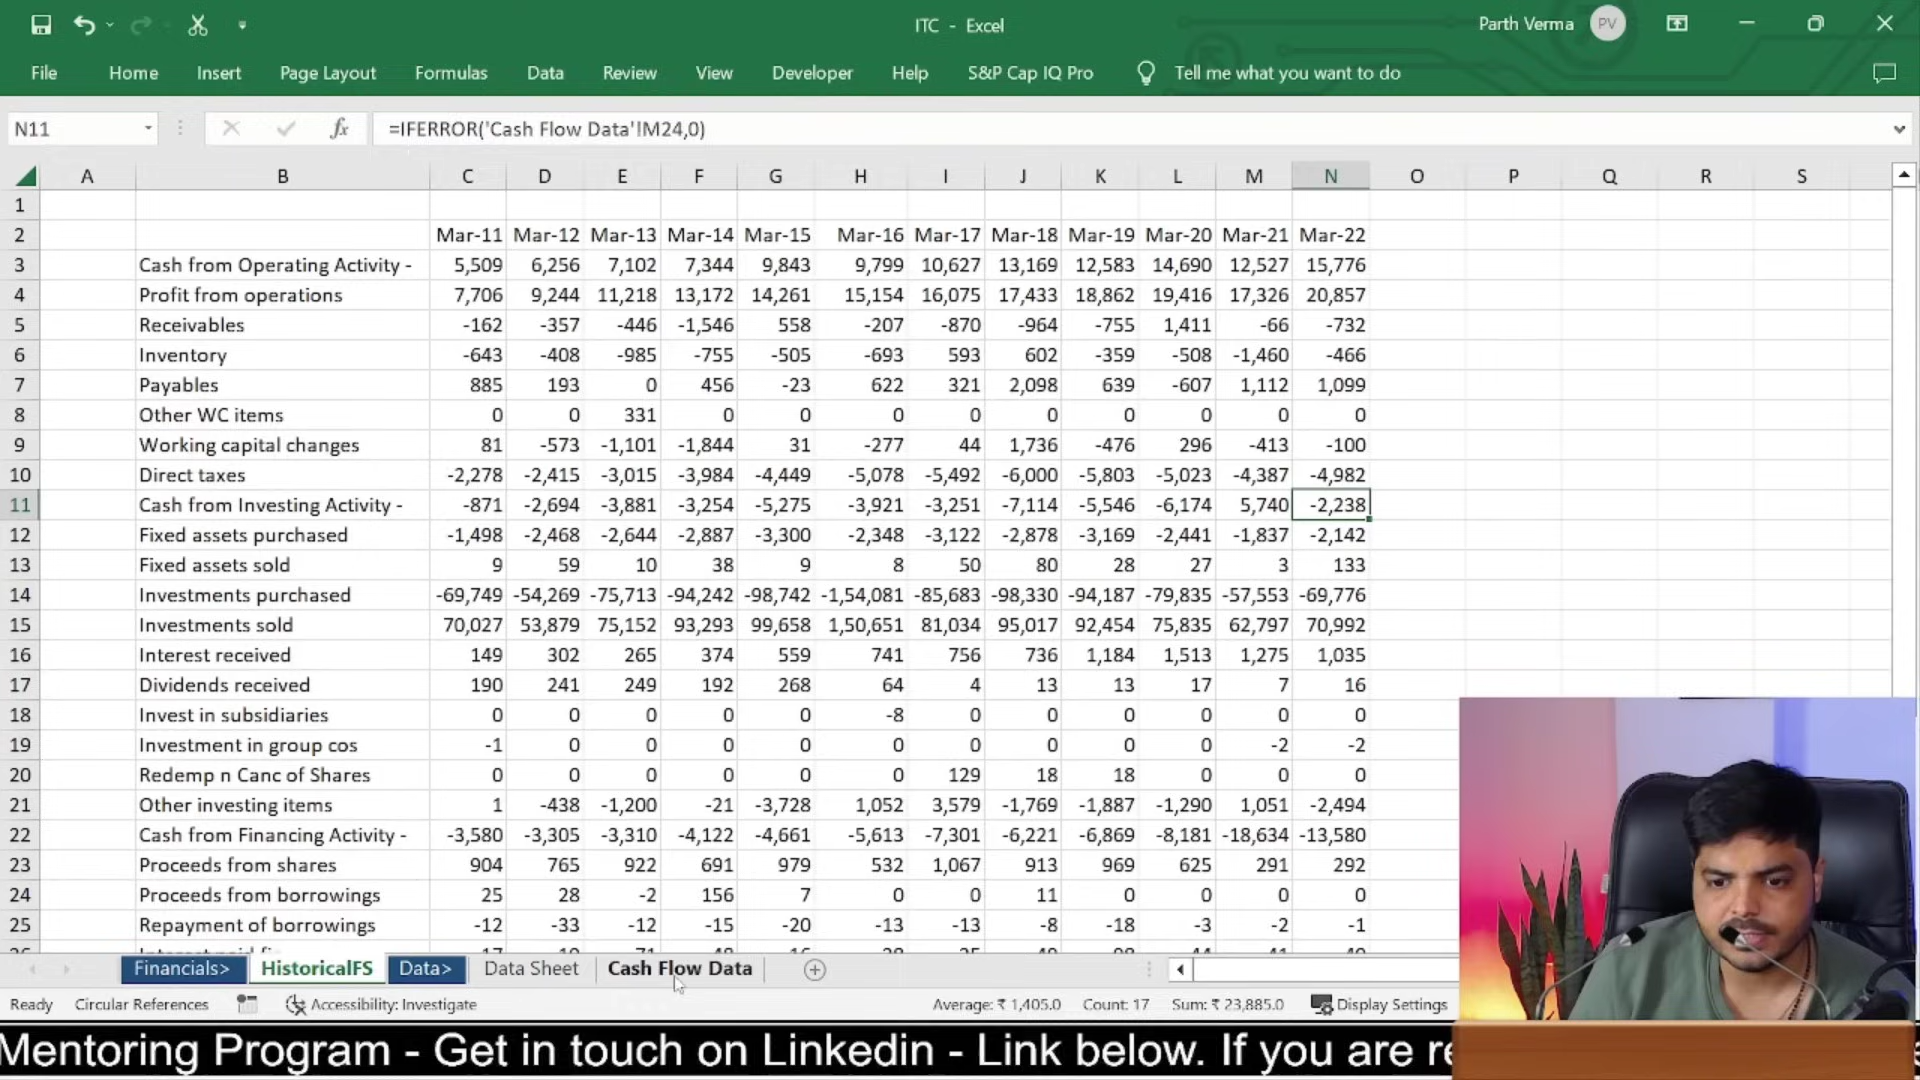 ITC - Excel
Parth Verma PV
File Home Insert Page Layout Formulas Data Review View Developer Help S&P Cap IQ Pro Tell me what you want to do
N11 fx =IFERROR('Cash Flow Data'!M24,0)
A B C D E F G H I J K L M N O P Q R S
1
2 Mar-11 Mar-12 Mar-13 Mar-14 Mar-15 Mar-16 Mar-17 Mar-18 Mar-19 Mar-20 Mar-21 Mar-22
3 Cash from Operating Activity - 5,509 6,256 7,102 7,344 9,843 9,799 10,627 13,169 12,583 14,690 12,527 15,776
4 Profit from operations 7,706 9,244 11,218 13,172 14,261 15,154 16,075 17,433 18,862 19,416 17,326 20,857
5 Receivables -162 -357 -446 -1,546 558 -207 -870 -964 -755 1,411 -66 -732
6 Inventory -643 -408 -985 -755 -505 -693 593 602 -359 -508 -1,460 -466
7 Payables 885 193 0 456 -23 622 321 2,098 639 -607 1,112 1,099
8 Other WC items 0 0 331 0 0 0 0 0 0 0 0 0
9 Working capital changes 81 -573 -1,101 -1,844 31 -277 44 1,736 -476 296 -413 -100
10 Direct taxes -2,278 -2,415 -3,015 -3,984 -4,449 -5,078 -5,492 -6,000 -5,803 -5,023 -4,387 -4,982
11 Cash from Investing Activity - -871 -2,694 -3,881 -3,254 -5,275 -3,921 -3,251 -7,114 -5,546 -6,174 5,740 -2,238
12 Fixed assets purchased -1,498 -2,468 -2,644 -2,887 -3,300 -2,348 -3,122 -2,878 -3,169 -2,441 -1,837 -2,142
13 Fixed assets sold 9 59 10 38 9 8 50 80 28 27 3 133
14 Investments purchased -69,749 -54,269 -75,713 -94,242 -98,742 -1,54,081 -85,683 -98,330 -94,187 -79,835 -57,553 -69,776
15 Investments sold 70,027 53,879 75,152 93,293 99,658 1,50,651 81,034 95,017 92,454 75,835 62,797 70,992
16 Interest received 149 302 265 374 559 741 756 736 1,184 1,513 1,275 1,035
17 Dividends received 190 241 249 192 268 64 4 13 13 17 7 16
18 Invest in subsidiaries 0 0 0 0 0 -8 0 0 0 0 0 0
19 Investment in group cos -1 0 0 0 0 0 0 0 0 0 -2 -2
20 Redemp n Canc of Shares 0 0 0 0 0 0 129 18 18 0 0 0
21 Other investing items 1 -438 -1,200 -21 -3,728 1,052 3,579 -1,769 -1,887 -1,290 1,051 -2,494
22 Cash from Financing Activity - -3,580 -3,305 -3,310 -4,122 -4,661 -5,613 -7,301 -6,221 -6,869 -8,181 -18,634 -13,580
23 Proceeds from shares 904 765 922 691 979 532 1,067 913 969 625 291 292
24 Proceeds from borrowings 25 28 -2 156 7 0 0 11 0 0 0 0
25 Repayment of borrowings -12 -33 -12 -15 -20 -13 -13 -8 -18 -3 -2 -1
Financials> HistoricalFS Data> Data Sheet Cash Flow Data
Ready Circular References Accessibility: Investigate Average: ₹ 1,405.0 Count: 17 Sum: ₹ 23,885.0 Display Settings
Mentoring Program - Get in touch on Linkedin - Link below. If you are